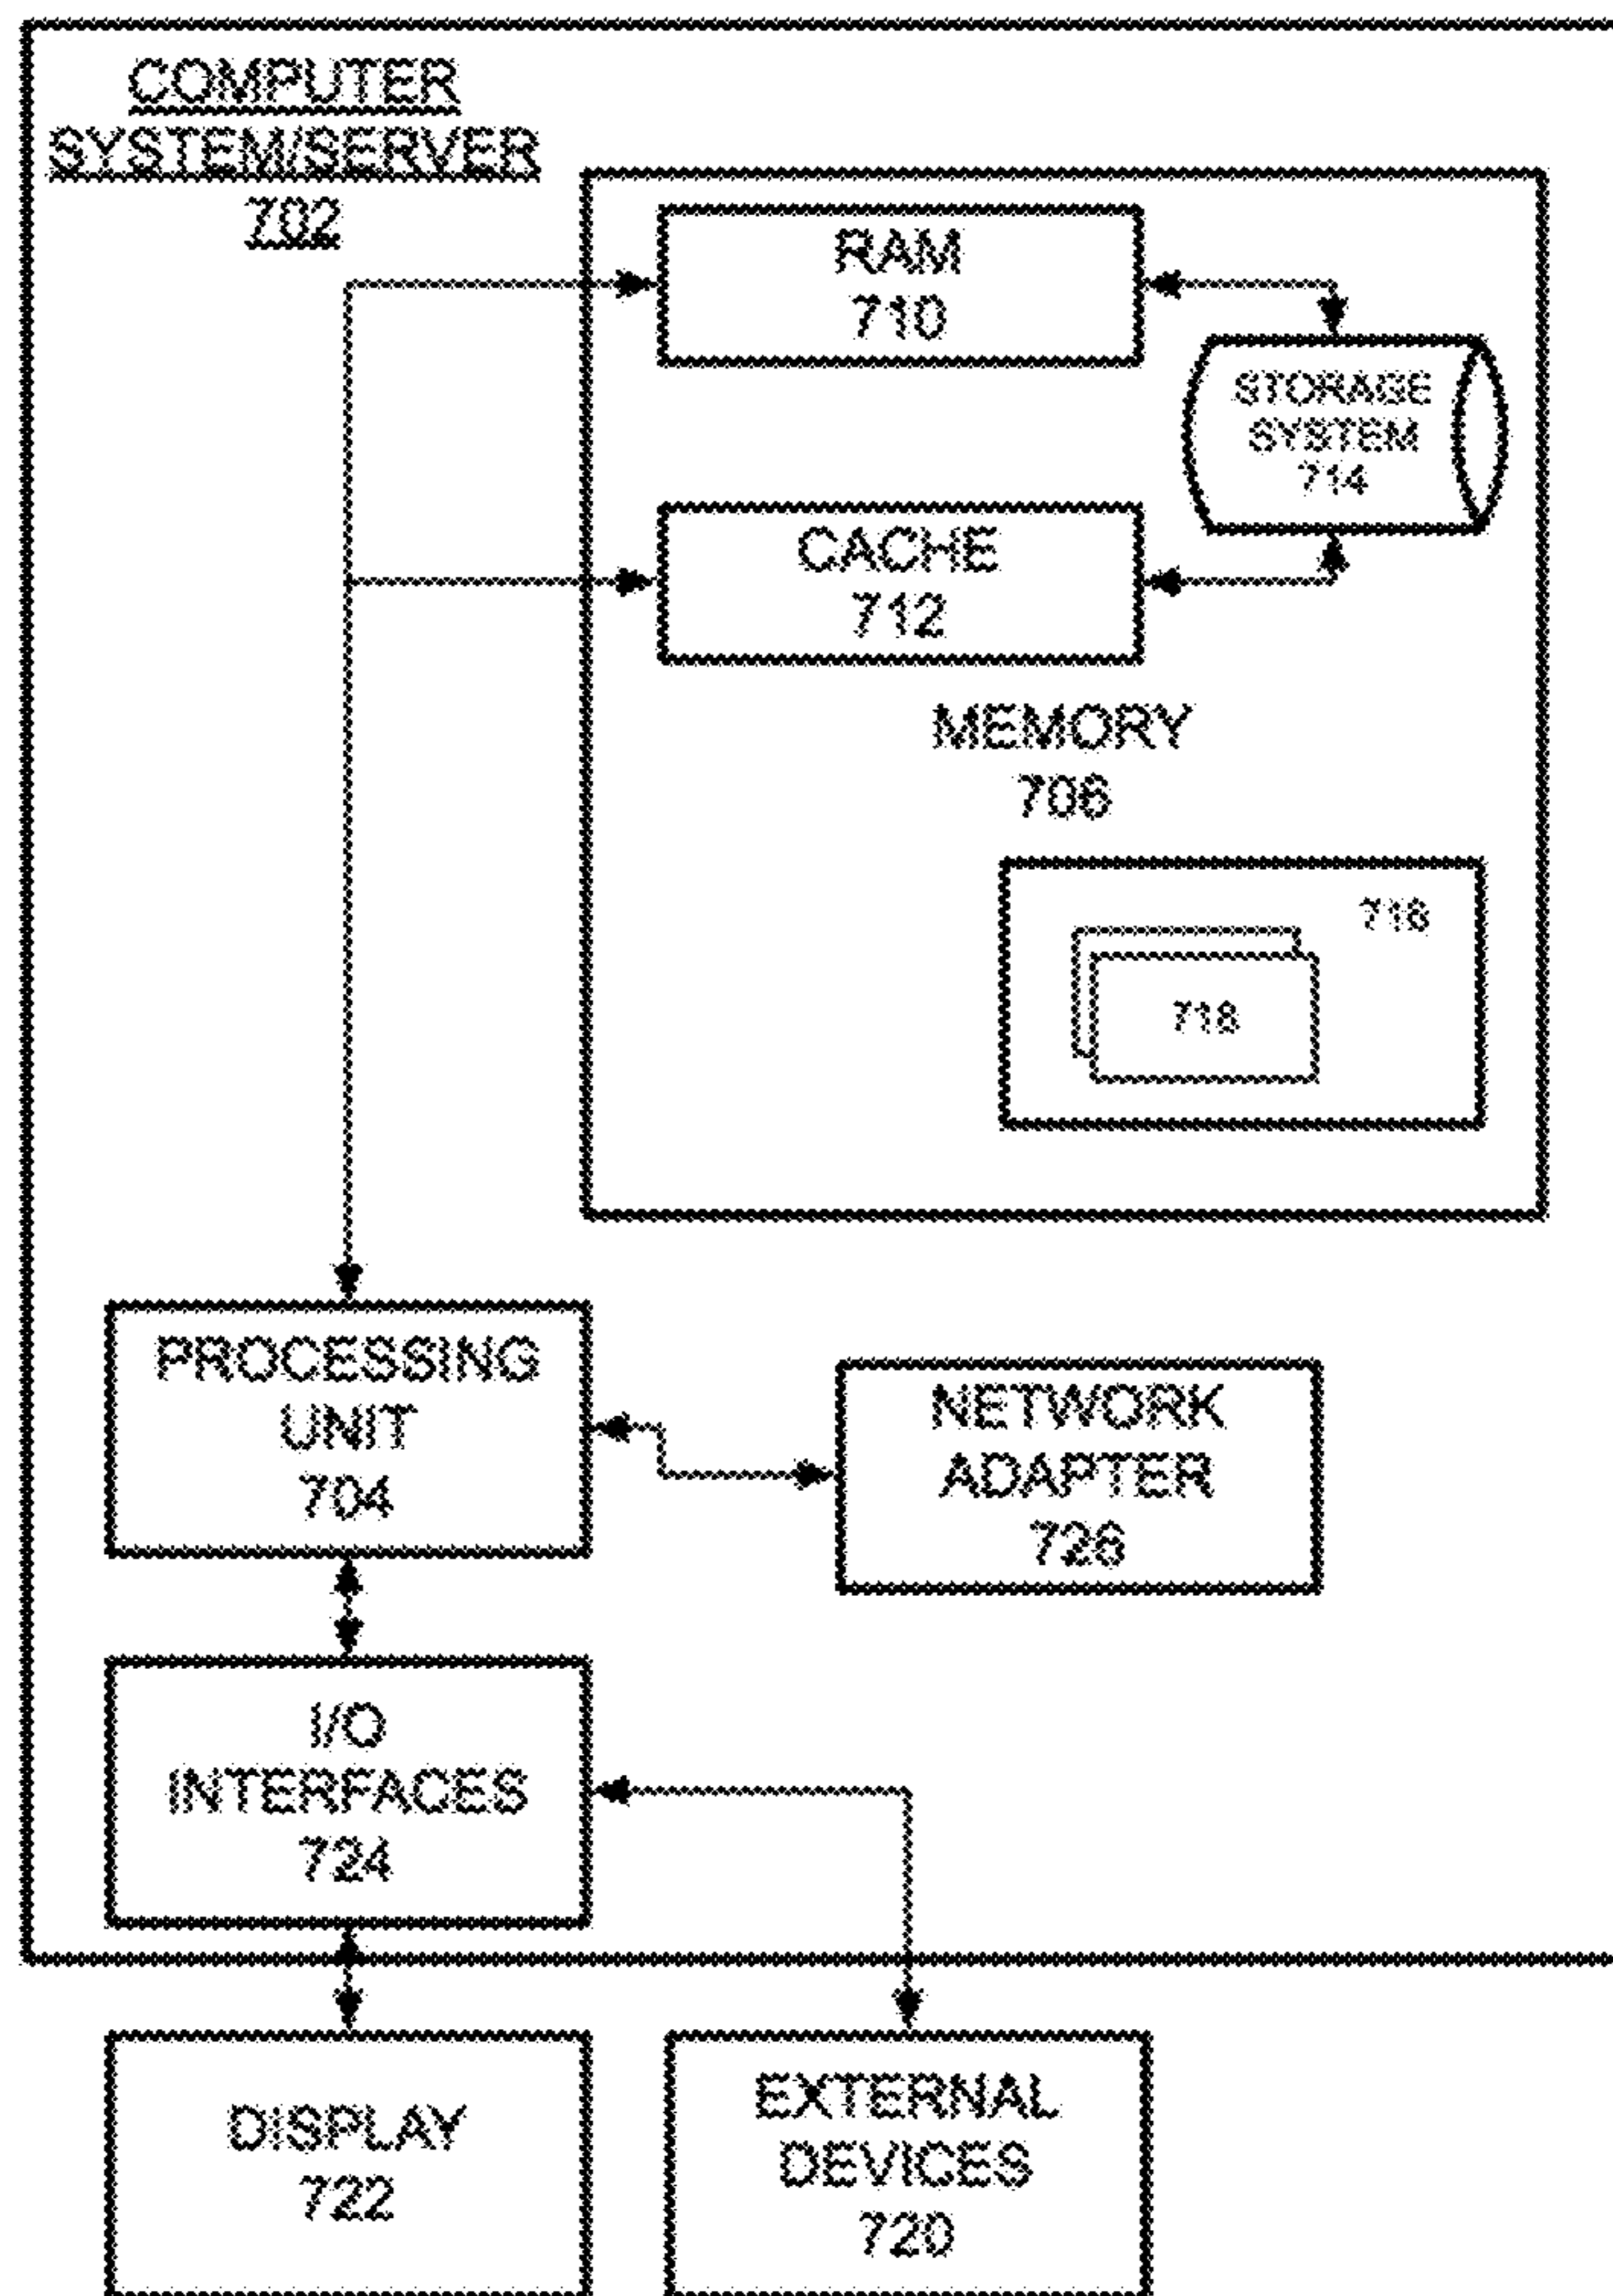 COMPUTER
SYSTEM/SERVER
702
RAM
710
STORAGE
SYSTEM
714
CACHE
712
MEMORY
706
716
718
PROCESSING
UNIT
704
NETWORK
ADAPTER
726
I/O
INTERFACES
724
DISPLAY
722
EXTERNAL
DEVICES
720